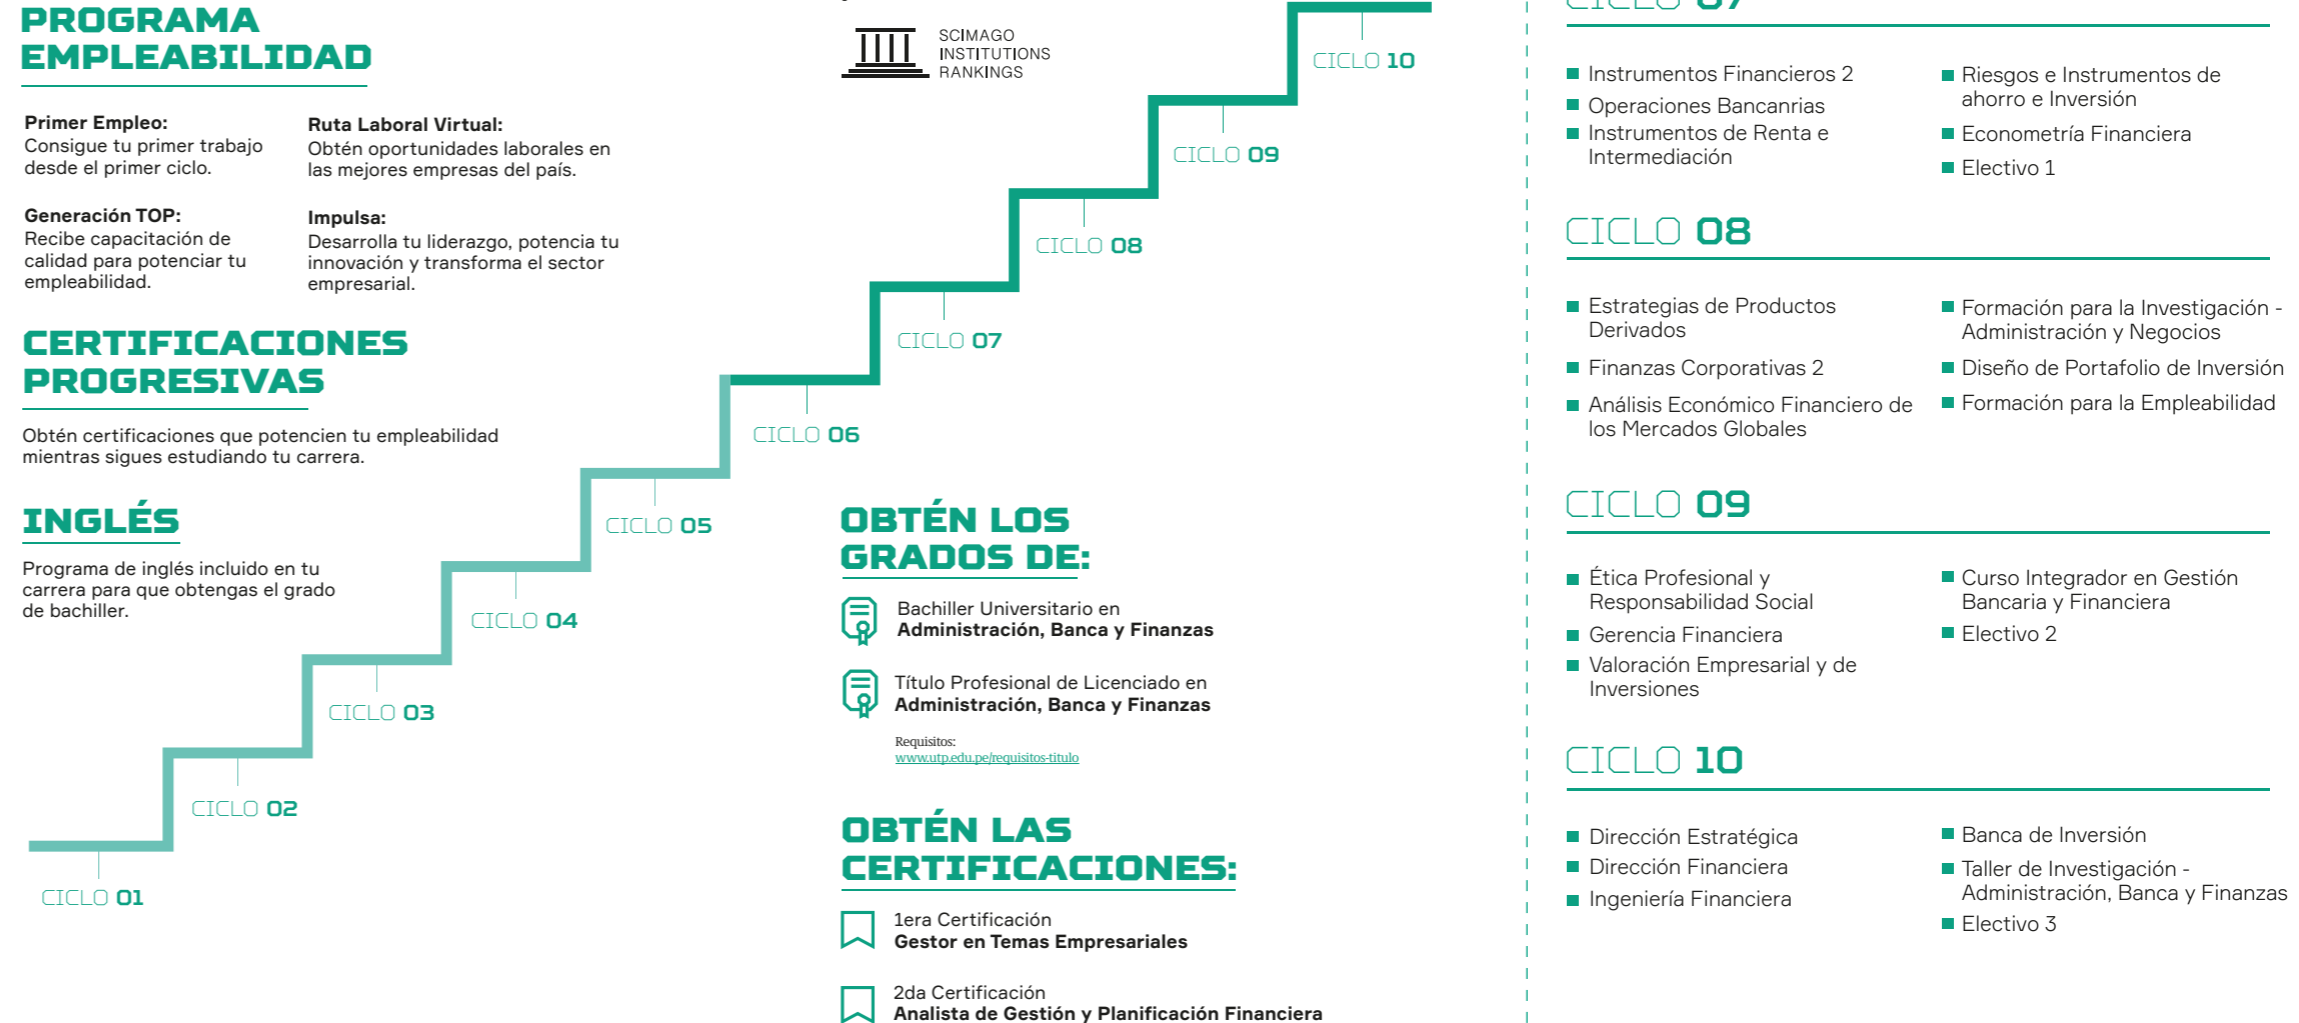 PROGRAMA
EMPLEABILIDAD
Primer Empleo:
Consigue tu primer trabajo
desde el primer ciclo.
Ruta Laboral Virtual:
Obtén oportunidades laborales en
las mejores empresas del país.
Generación TOP:
Recibe capacitación de
calidad para potenciar tu
empleabilidad.
Impulsa:
Desarrolla tu liderazgo, potencia tu
innovación y transforma el sector
empresarial.
CERTIFICACIONES
PROGRESIVAS
Obtén certificaciones que potencien tu empleabilidad
mientras sigues estudiando tu carrera.
INGLÉS
Programa de inglés incluido en tu
carrera para que obtengas el grado
de bachiller.
CICLO 01
CICLO 02
CICLO 03
CICLO 04
CICLO 05
CICLO 06
CICLO 07
CICLO 08
CICLO 09
CICLO 10
SCIMAGO
INSTITUTIONS
RANKINGS
OBTÉN LOS
GRADOS DE:
Bachiller Universitario en
Administración, Banca y Finanzas
Título Profesional de Licenciado en
Administración, Banca y Finanzas
Requisitos:
www.utp.edu.pe/requisitos-titulo
OBTÉN LAS
CERTIFICACIONES:
1era Certificación
Gestor en Temas Empresariales
2da Certificación
Analista de Gestión y Planificación Financiera
CICLO 07
Instrumentos Financieros 2
Operaciones Bancanrias
Instrumentos de Renta e
Intermediación
Riesgos e Instrumentos de
ahorro e Inversión
Econometría Financiera
Electivo 1
CICLO 08
Estrategias de Productos
Derivados
Finanzas Corporativas 2
Análisis Económico Financiero de
los Mercados Globales
Formación para la Investigación -
Administración y Negocios
Diseño de Portafolio de Inversión
Formación para la Empleabilidad
CICLO 09
Ética Profesional y
Responsabilidad Social
Gerencia Financiera
Valoración Empresarial y de
Inversiones
Curso Integrador en Gestión
Bancaria y Financiera
Electivo 2
CICLO 10
Dirección Estratégica
Dirección Financiera
Ingeniería Financiera
Banca de Inversión
Taller de Investigación -
Administración, Banca y Finanzas
Electivo 3